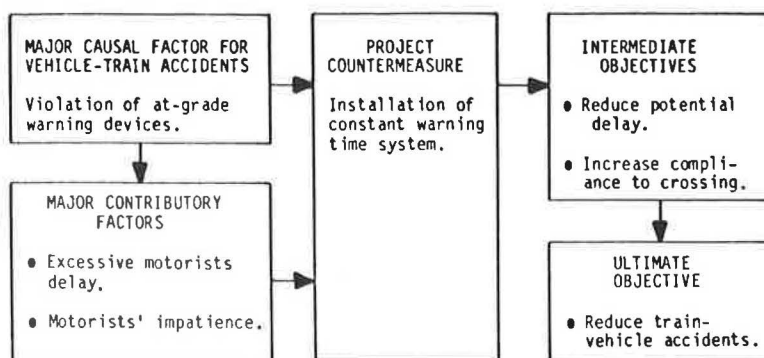 MAJOR CAUSAL FACTOR FOR
VEHICLE-TRAIN ACCIDENTS
Violation of at-grade
warning devices.
MAJOR CONTRIBUTORY
FACTORS
● Excessive motorists
delay.
● Motorists' impatience.
PROJECT
COUNTERMEASURE
Installation of
constant warning
time system.
INTERMEDIATE
OBJECTIVES
● Reduce potential
delay.
● Increase compli-
ance to crossing.
ULTIMATE
OBJECTIVE
● Reduce train-
vehicle accidents.